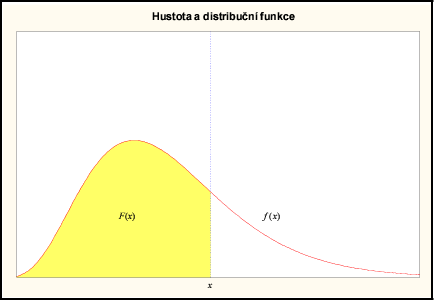 Hustota a distribuční funkce
F(x)
f(x)
x